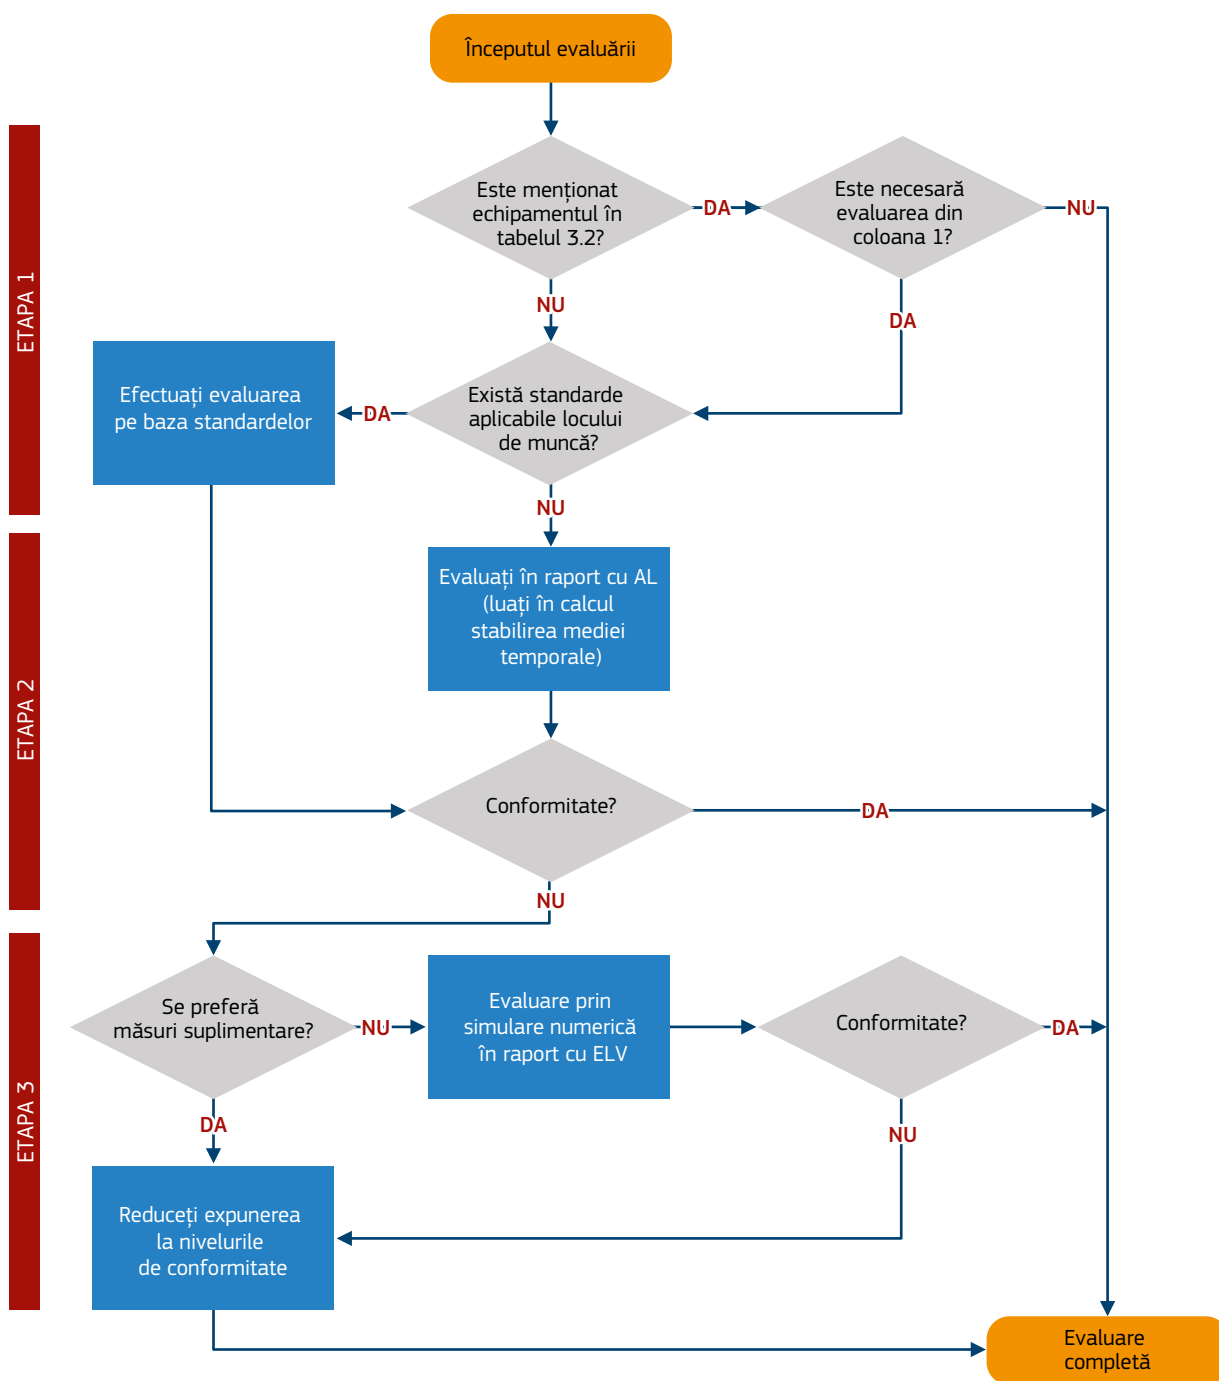 Începutul evaluării
ETAPA 1
Este menționat
echipamentul în
tabelul 3.2?
DA
Este necesară
evaluarea din
coloana 1?
NU
NU
DA
Efectuați evaluarea
pe baza standardelor
DA
Există standarde
aplicabile locului
de muncă?
NU
ETAPA 2
Evaluați în raport cu AL
(luați în calcul
stabilirea mediei
temporale)
Conformitate?
DA
NU
ETAPA 3
Se preferă
măsuri suplimentare?
NU
Evaluare prin
simulare numerică
în raport cu ELV
Conformitate?
DA
DA
NU
Reduceți expunerea
la nivelurile
de conformitate
Evaluare
completă